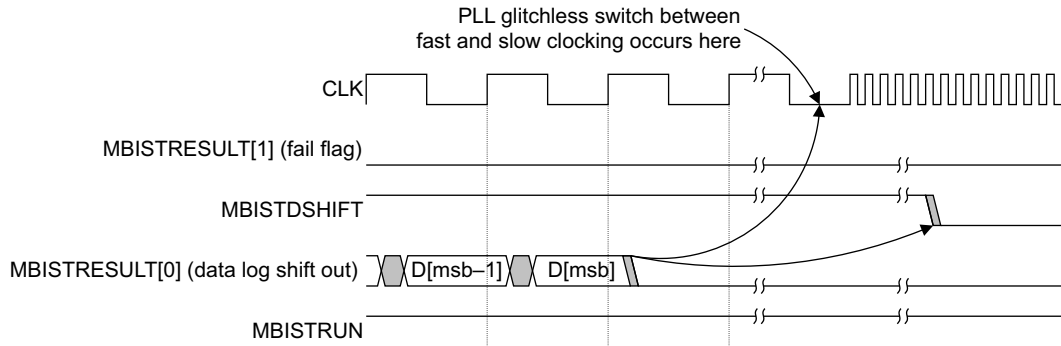 PLL glitchless switch between
fast and slow clocking occurs here
CLK
MBISTRESULT[1] (fail flag)
MBISTDSHIFT
MBISTRESULT[0] (data log shift out)
D[msb–1]
D[msb]
MBISTRUN